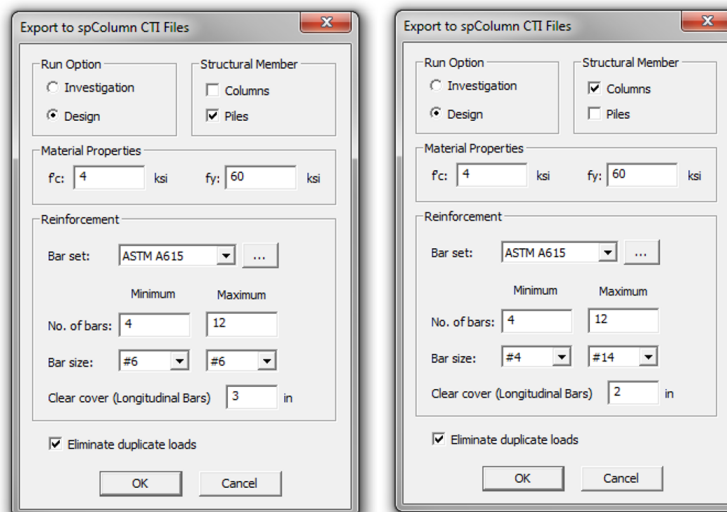 Export to spColumn CTI Files
Run Option
Investigation
Design
Structural Member
Columns
Piles
Material Properties
f'c: 4 ksi fy: 60 ksi
Reinforcement
Bar set: ASTM A615 ...
Minimum Maximum
No. of bars: 4 12
Bar size: #6 #6
Clear cover (Longitudinal Bars) 3 in
Eliminate duplicate loads
OK Cancel
Export to spColumn CTI Files
Run Option
Investigation
Design
Structural Member
Columns
Piles
Material Properties
f'c: 4 ksi fy: 60 ksi
Reinforcement
Bar set: ASTM A615 ...
Minimum Maximum
No. of bars: 4 12
Bar size: #4 #14
Clear cover (Longitudinal Bars) 2 in
Eliminate duplicate loads
OK Cancel